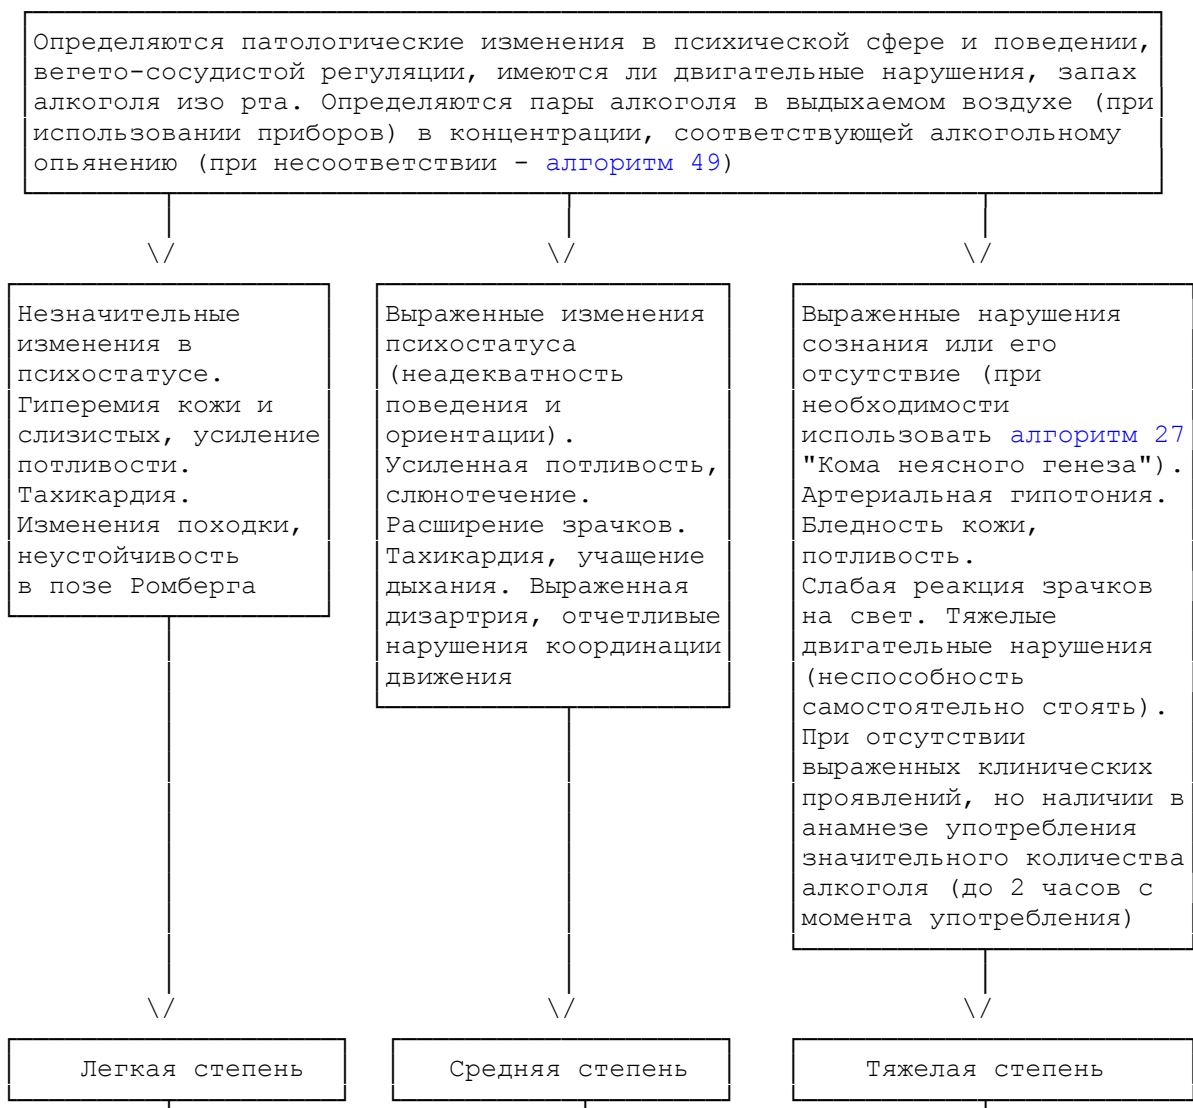 Определяются патологические изменения в психической сфере и поведении,
вегето-сосудистой регуляции, имеются ли двигательные нарушения, запах
алкоголя изо рта. Определяются пары алкоголя в выдыхаемом воздухе (при
использовании приборов) в концентрации, соответствующей алкогольному
опьянению (при несоответствии - алгоритм 49)
Незначительные
изменения в
психостатусе.
Гиперемия кожи и
слизистых, усиление
потливости.
Тахикардия.
Изменения походки,
неустойчивость
в позе Ромберга
Выраженные изменения
психостатуса
(неадекватность
поведения и
ориентации).
Усиленная потливость,
слюнотечение.
Расширение зрачков.
Тахикардия, учащение
дыхания. Выраженная
дизартрия, отчетливые
нарушения координации
движения
Выраженные нарушения
сознания или его
отсутствие (при
необходимости
использовать алгоритм 27
"Кома неясного генеза").
Артериальная гипотония.
Бледность кожи,
потливость.
Слабая реакция зрачков
на свет. Тяжелые
двигательные нарушения
(неспособность
самостоятельно стоять).
При отсутствии
выраженных клинических
проявлений, но наличии в
анамнезе употребления
значительного количества
алкоголя (до 2 часов с
момента употребления)
Легкая степень
Средняя степень
Тяжелая степень